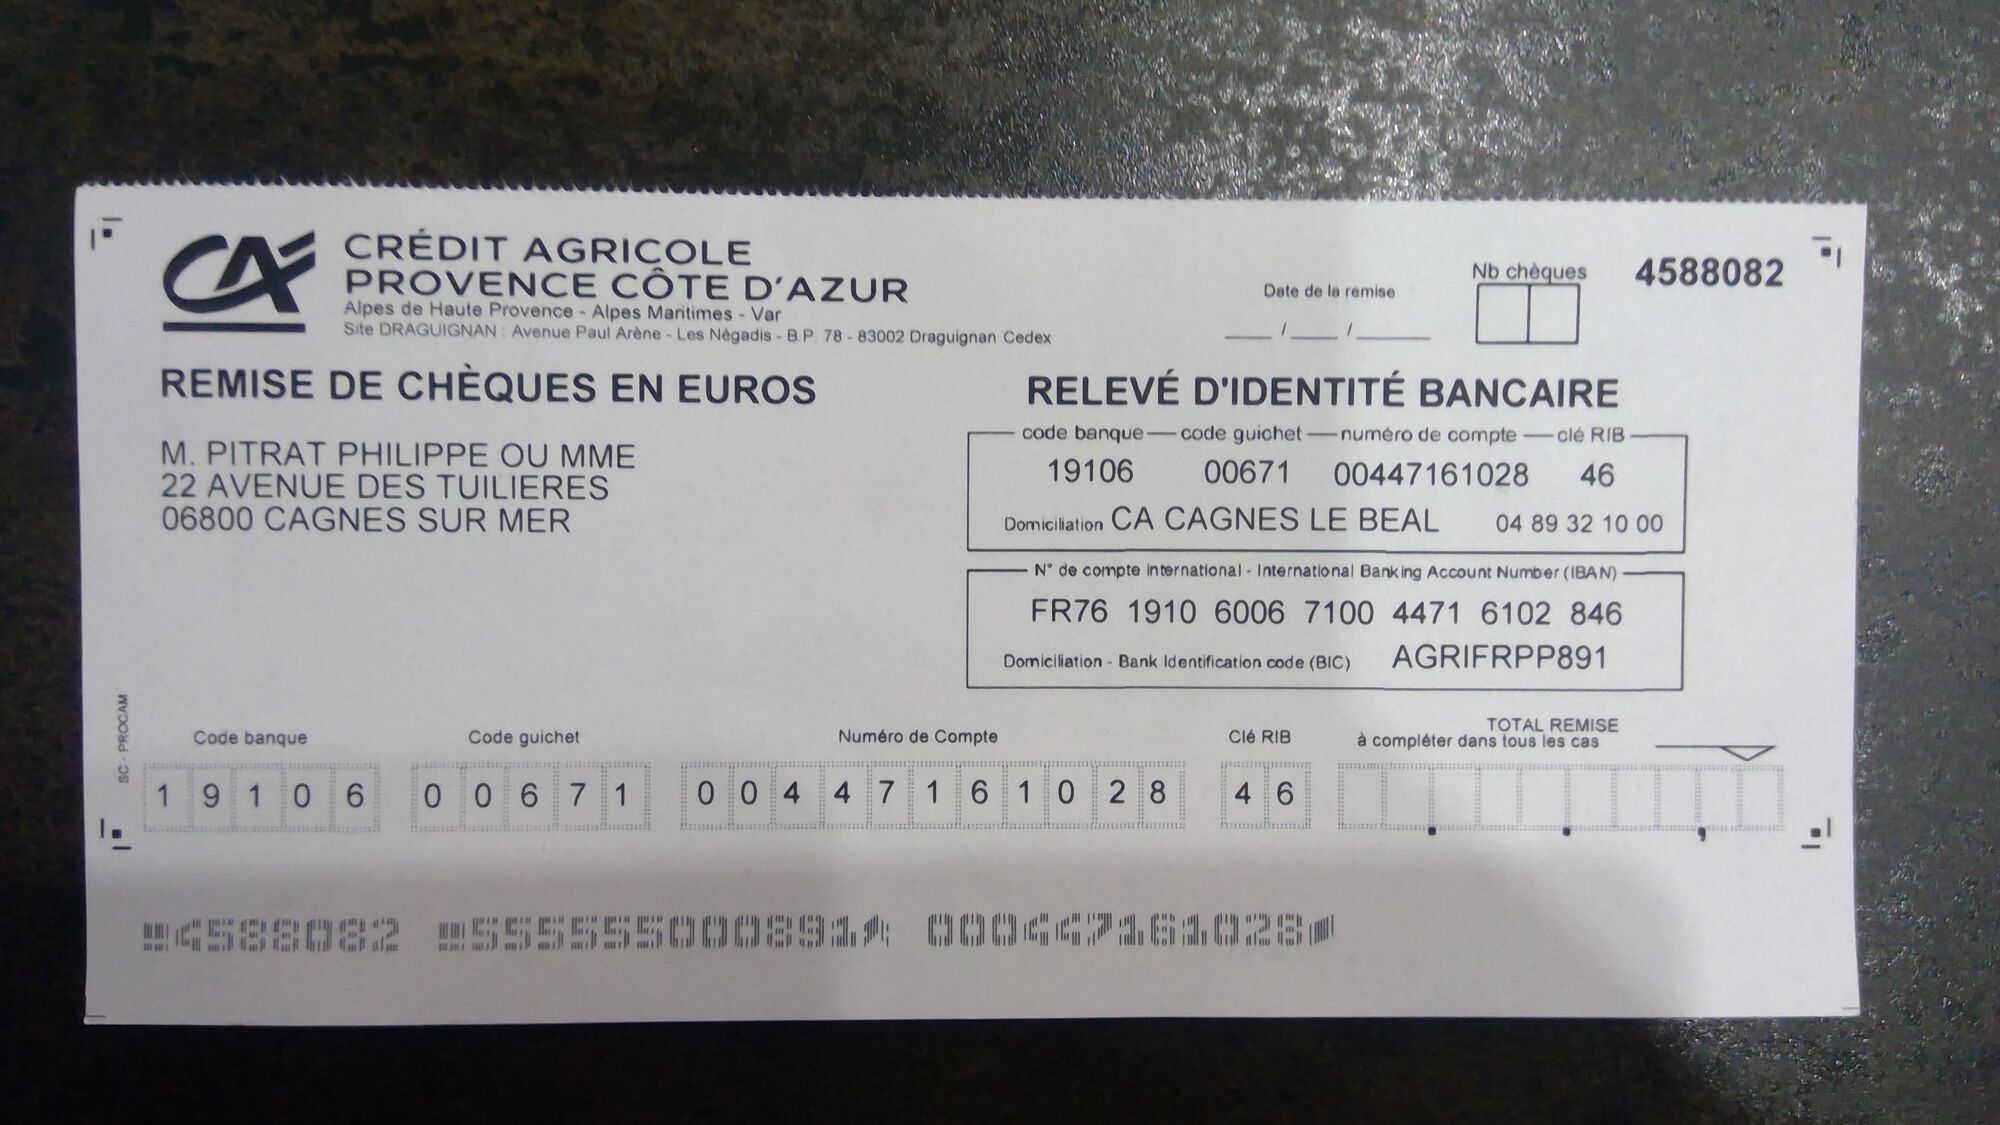 CA
CRÉDIT AGRICOLE
PROVENCE CÔTE D'AZUR
Alpes de Haute Provence - Alpes Maritimes - Var
Site DRAGUIGNAN : Avenue Paul Arène - Les Négadis - B.P. 78 - 83002 Draguignan Cedex
Date de la remise
__ / __ / __
Nb chèques
4588082
REMISE DE CHÈQUES EN EUROS
M. PITRAT PHILIPPE OU MME
22 AVENUE DES TUILIERES
06800 CAGNES SUR MER
RELEVÉ D'IDENTITÉ BANCAIRE
code banque code guichet numéro de compte clé RIB
19106 00671 00447161028 46
Domiciliation CA CAGNES LE BEAL 04 89 32 10 00
N° de compte international - International Banking Account Number (IBAN)
FR76 1910 6006 7100 4471 6102 846
Domiciliation - Bank Identification code (BIC) AGRIFRPP891
SC - PROCAM
Code banque Code guichet Numéro de Compte Clé RIB TOTAL REMISE
à compléter dans tous les cas
1 9 1 0 6 0 0 6 7 1 0 0 4 4 7 1 6 1 0 2 8 4 6
4588082 555555000891 000447161028